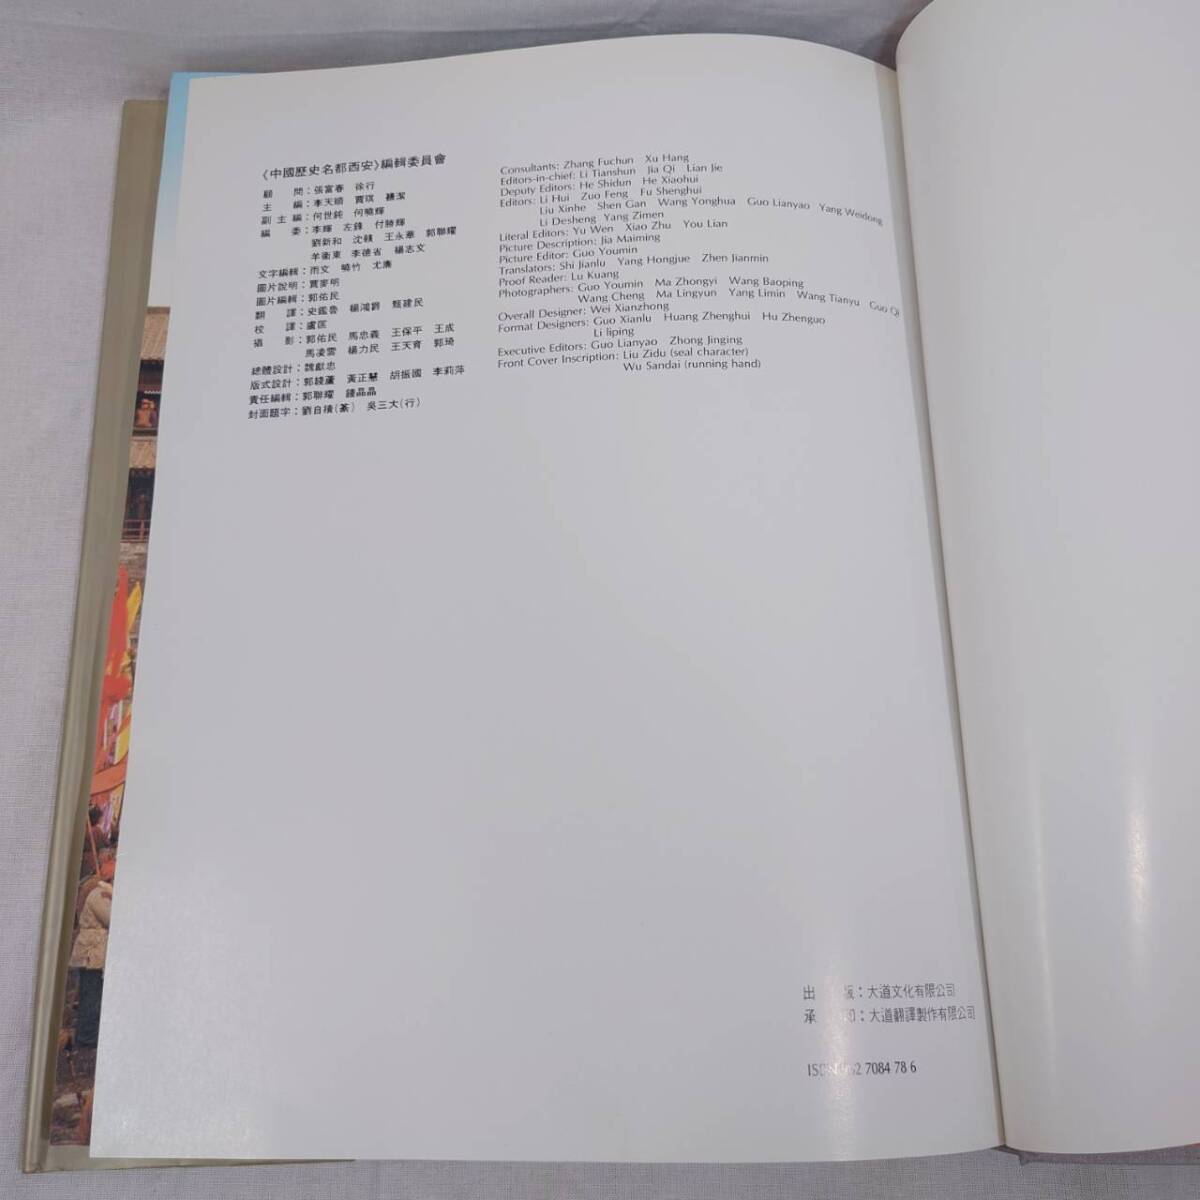 《中國歷史名都西安》編輯委員會
顧 問：張富春 徐行
主 編：李天順 賈琪 練潔
副主編：何世鈍 何曉輝
編 委：李輝 左鋒 付勝輝
劉新和 沈贛 王永華 郭聯耀
羊衛東 李德省 楊志文
文字編輯：雨文 曉竹 尤廉
圖片說明：賈麥明
圖片編輯：郭佑民
翻 譯：史鑑魯 楊鴻爵 甄建民
校 譯：盧匡
攝 影：郭佑民 馬忠義 王保平 王成
馬凌雲 楊力民 王天育 郭琦
總體設計：魏獻忠
版式設計：郭綫蘆 黃正慧 胡振國 李莉萍
責任編輯：郭聯耀 鍾晶晶
封面題字：劉自櫝(篆) 吳三大(行)
Consultants: Zhang Fuchun Xu Hang
Editors-in-chief: Li Tianshun Jia Qi Lian Jie
Deputy Editors: He Shidun He Xiaohui
Editors: Li Hui Zuo Feng Fu Shenghui
Liu Xinhe Shen Gan Wang Yonghua Guo Lianyao Yang Weidong
Li Desheng Yang Zimen
Literal Editors: Yu Wen Xiao Zhu You Lian
Picture Description: Jia Maiming
Picture Editor: Guo Youmin
Translators: Shi Jianlu Yang Hongjue Zhen Jianmin
Proof Reader: Lu Kuang
Photographers: Guo Youmin Ma Zhongyi Wang Baoping
Wang Cheng Ma Lingyun Yang Limin Wang Tianyu Guo Qi
Overall Designer: Wei Xianzhong
Format Designers: Guo Xianlu Huang Zhenghui Hu Zhenguo
Li liping
Executive Editors: Guo Lianyao Zhong Jinging
Front Cover Inscription: Liu Zidu (seal character)
Wu Sandai (running hand)
出 版：大道文化有限公司
承 印：大道翻譯製作有限公司
ISBN 962 7084 78 6